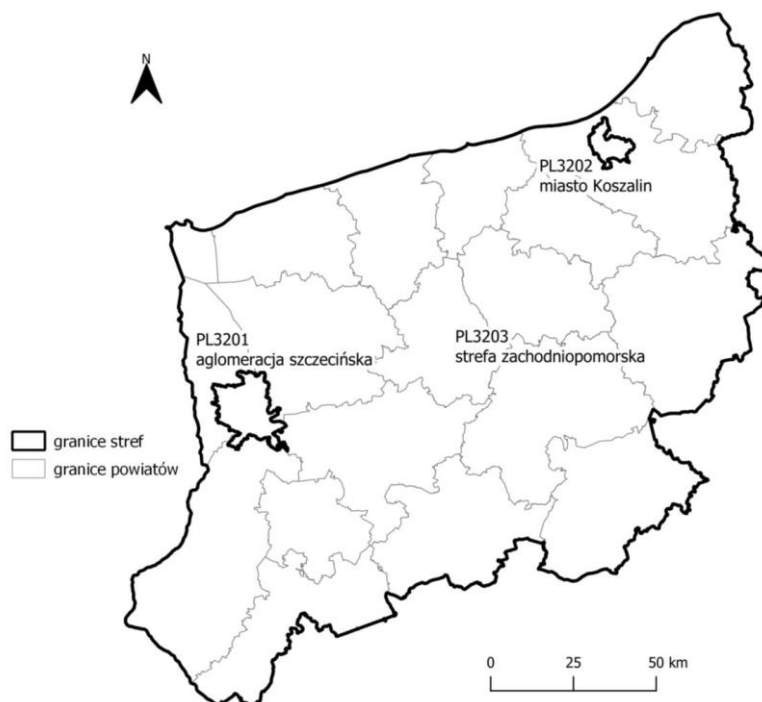 N
PL3202
miasto Koszalin
PL3201
aglomeracja szczecińska
PL3203
strefa zachodniopomorska
granice stref
granice powiatów
0 25 50 km